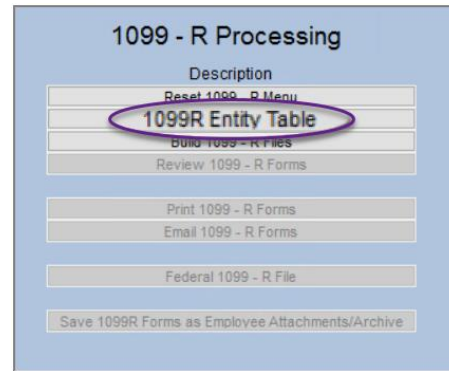 1099 - R Processing
Description
Reset 1099 - R Menu
1099R Entity Table
Build 1099 - R Files
Review 1099 - R Forms
Print 1099 - R Forms
Email 1099 - R Forms
Federal 1099 - R File
Save 1099R Forms as Employee Attachments/Archive